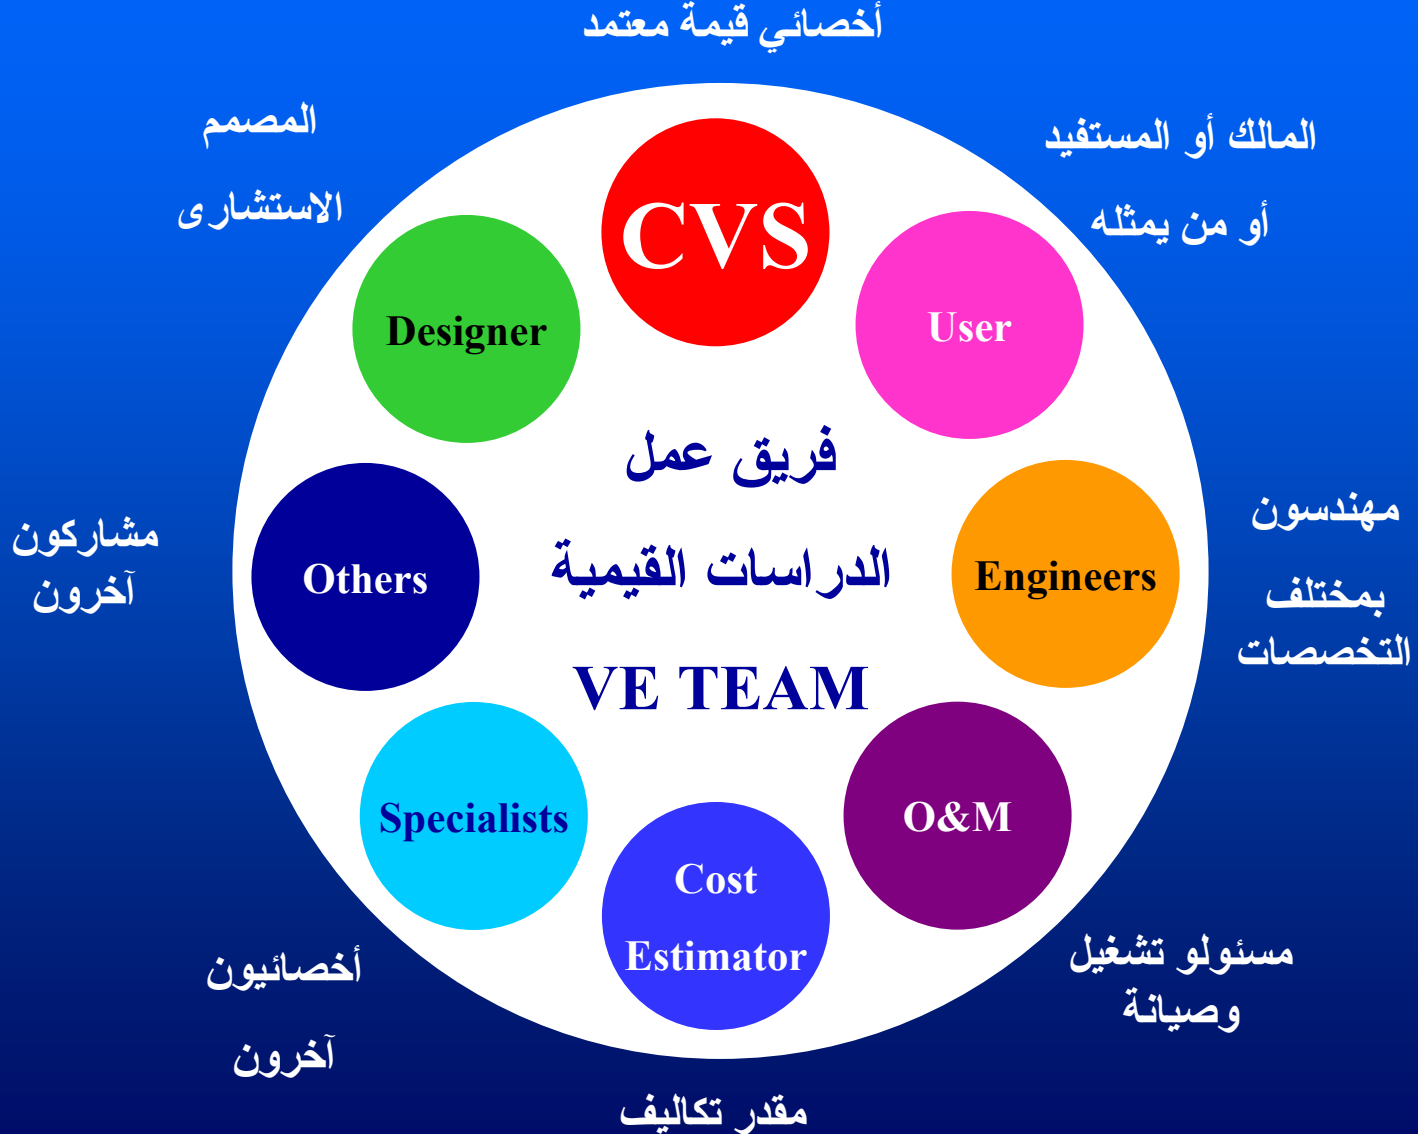 أخصائي قيمة معتمد
المصمم
الاستشارى
المالك أو المستفيد
أو من يمثله
CVS
Designer
User
فريق عمل
الدراسات القيمية
VE TEAM
مشاركون
آخرون
Others
Engineers
مهندسون
بمختلف
التخصصات
Specialists
O&M
Cost
Estimator
أخصائيون
آخرون
مسئولو تشغيل
وصيانة
مقدر تكاليف